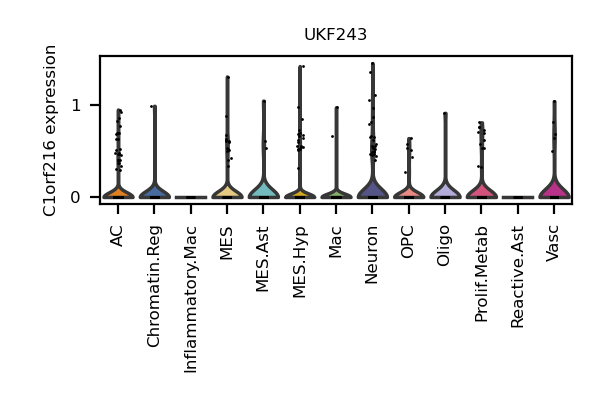 UKF243
C1orf216 expression
1
0
AC
Chromatin.Reg
Inflammatory.Mac
MES
MES.Ast
MES.Hyp
Mac
Neuron
OPC
Oligo
Prolif.Metab
Reactive.Ast
Vasc